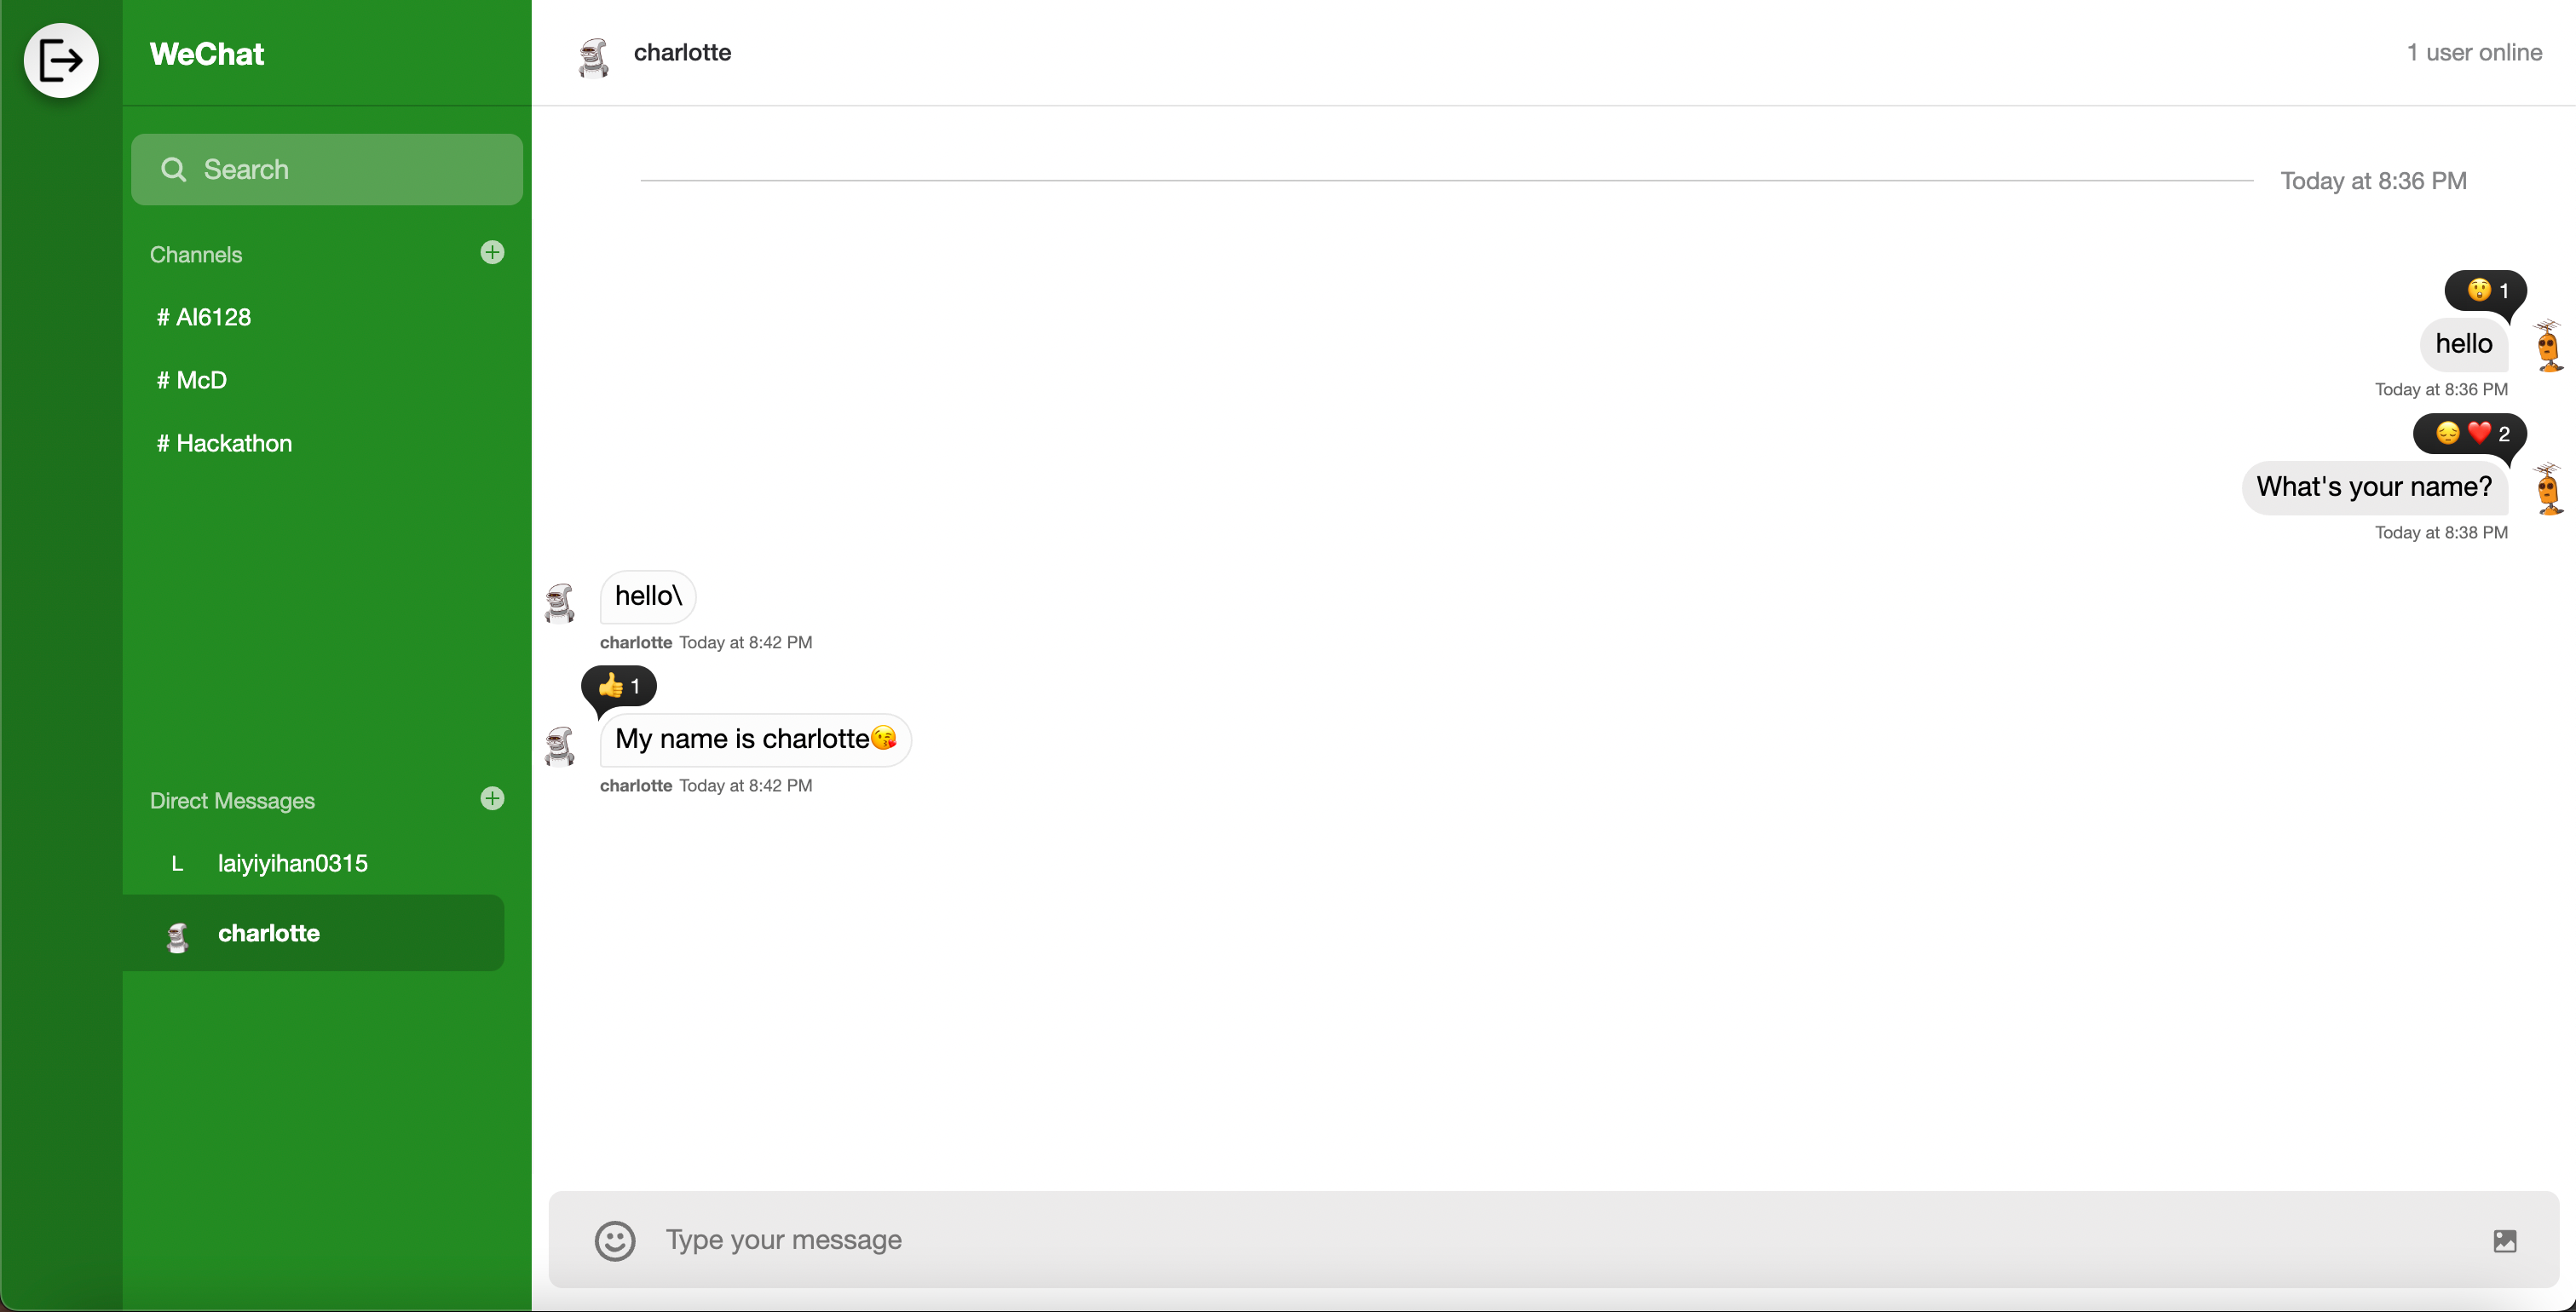 WeChat
Search
Channels
# AI6128
# McD
# Hackathon
Direct Messages
L laiyiyihan0315
charlotte
charlotte
1 user online
Today at 8:36 PM
😲 1
hello
Today at 8:36 PM
😔 ❤️ 2
What's your name?
Today at 8:38 PM
hello\
charlotte Today at 8:42 PM
👍 1
My name is charlotte😘
charlotte Today at 8:42 PM
Type your message